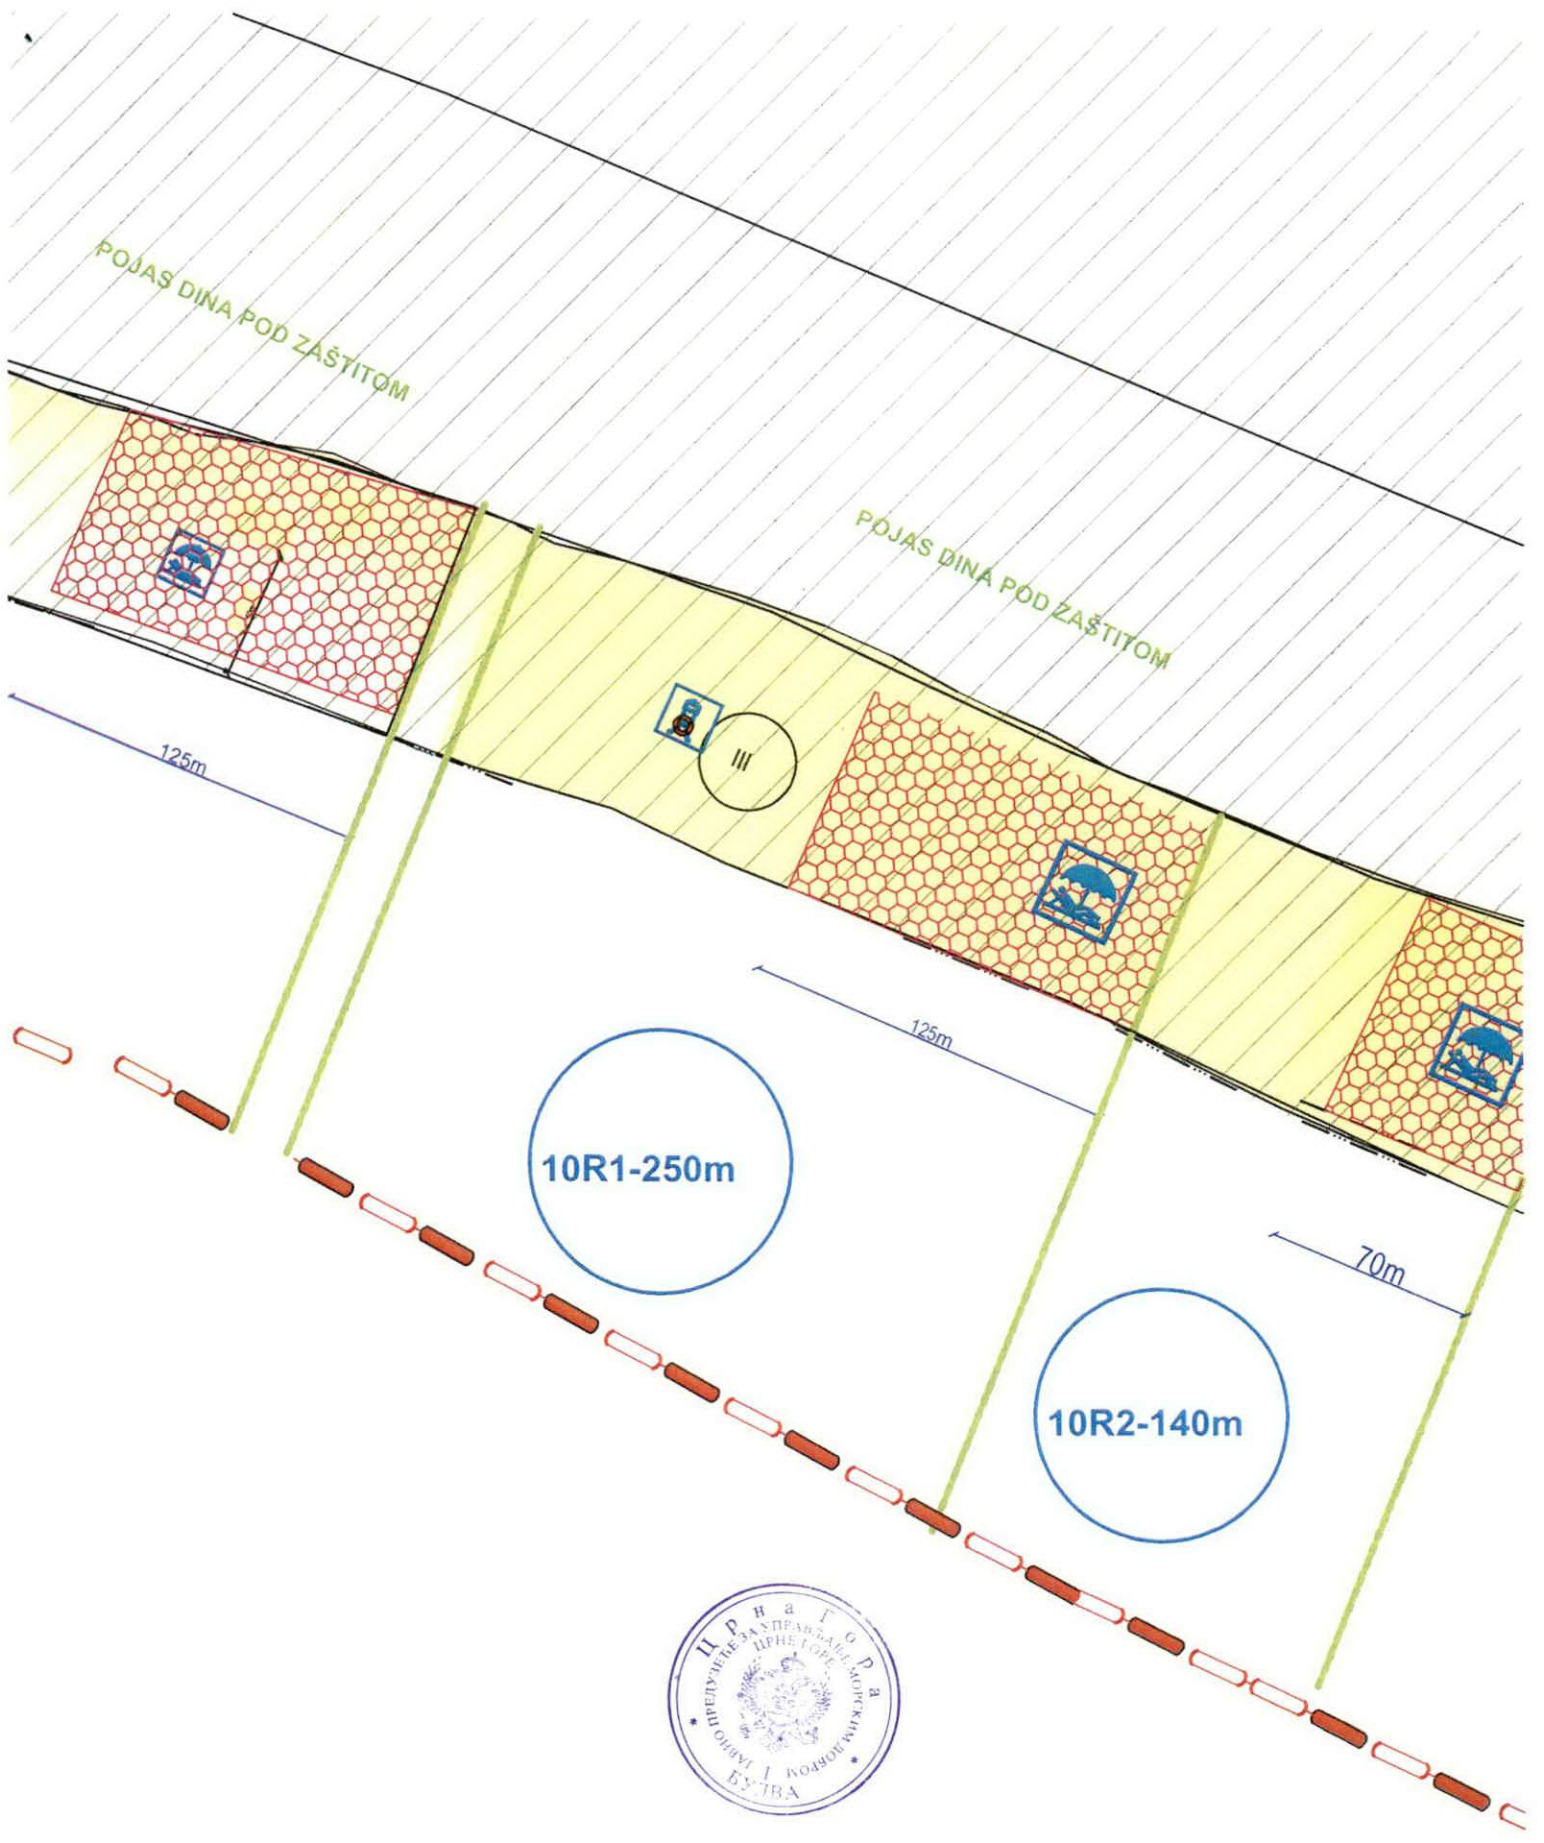 POJAS DINA POD ZAŠTITOM
POJAS DINA POD ZAŠTITOM
III
125m
125m
10R1-250m
70m
10R2-140m
Црна Гора
ЈАВНО ПРЕДУЗЕЋЕ ЗА УПРАВЉАЊЕ МОРСКИМ ДОБРОМ
ЦРНЕ ГОРЕ
I
БУДВА